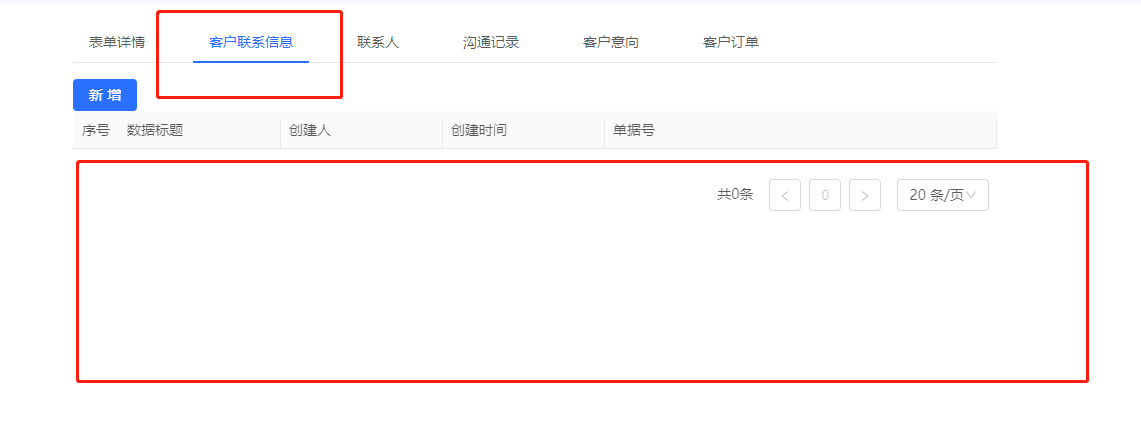 表单详情 客户联系信息 联系人 沟通记录 客户意向 客户订单
新 增
序号 数据标题 创建人 创建时间 单据号
共0条 < 0 > 20 条/页